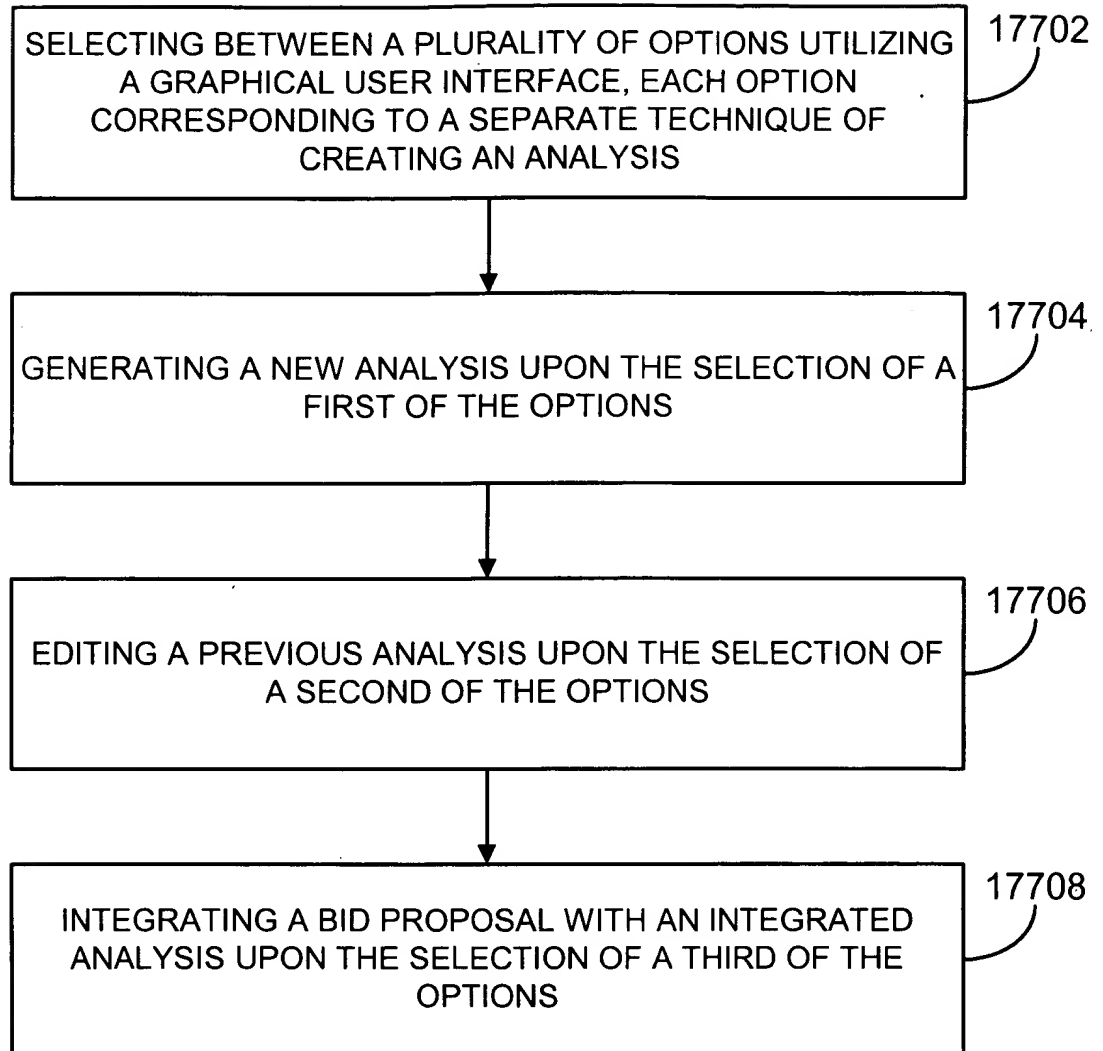 17702
SELECTING BETWEEN A PLURALITY OF OPTIONS UTILIZING
A GRAPHICAL USER INTERFACE, EACH OPTION
CORRESPONDING TO A SEPARATE TECHNIQUE OF
CREATING AN ANALYSIS
17704
GENERATING A NEW ANALYSIS UPON THE SELECTION OF A
FIRST OF THE OPTIONS
17706
EDITING A PREVIOUS ANALYSIS UPON THE SELECTION OF
A SECOND OF THE OPTIONS
17708
INTEGRATING A BID PROPOSAL WITH AN INTEGRATED
ANALYSIS UPON THE SELECTION OF A THIRD OF THE
OPTIONS